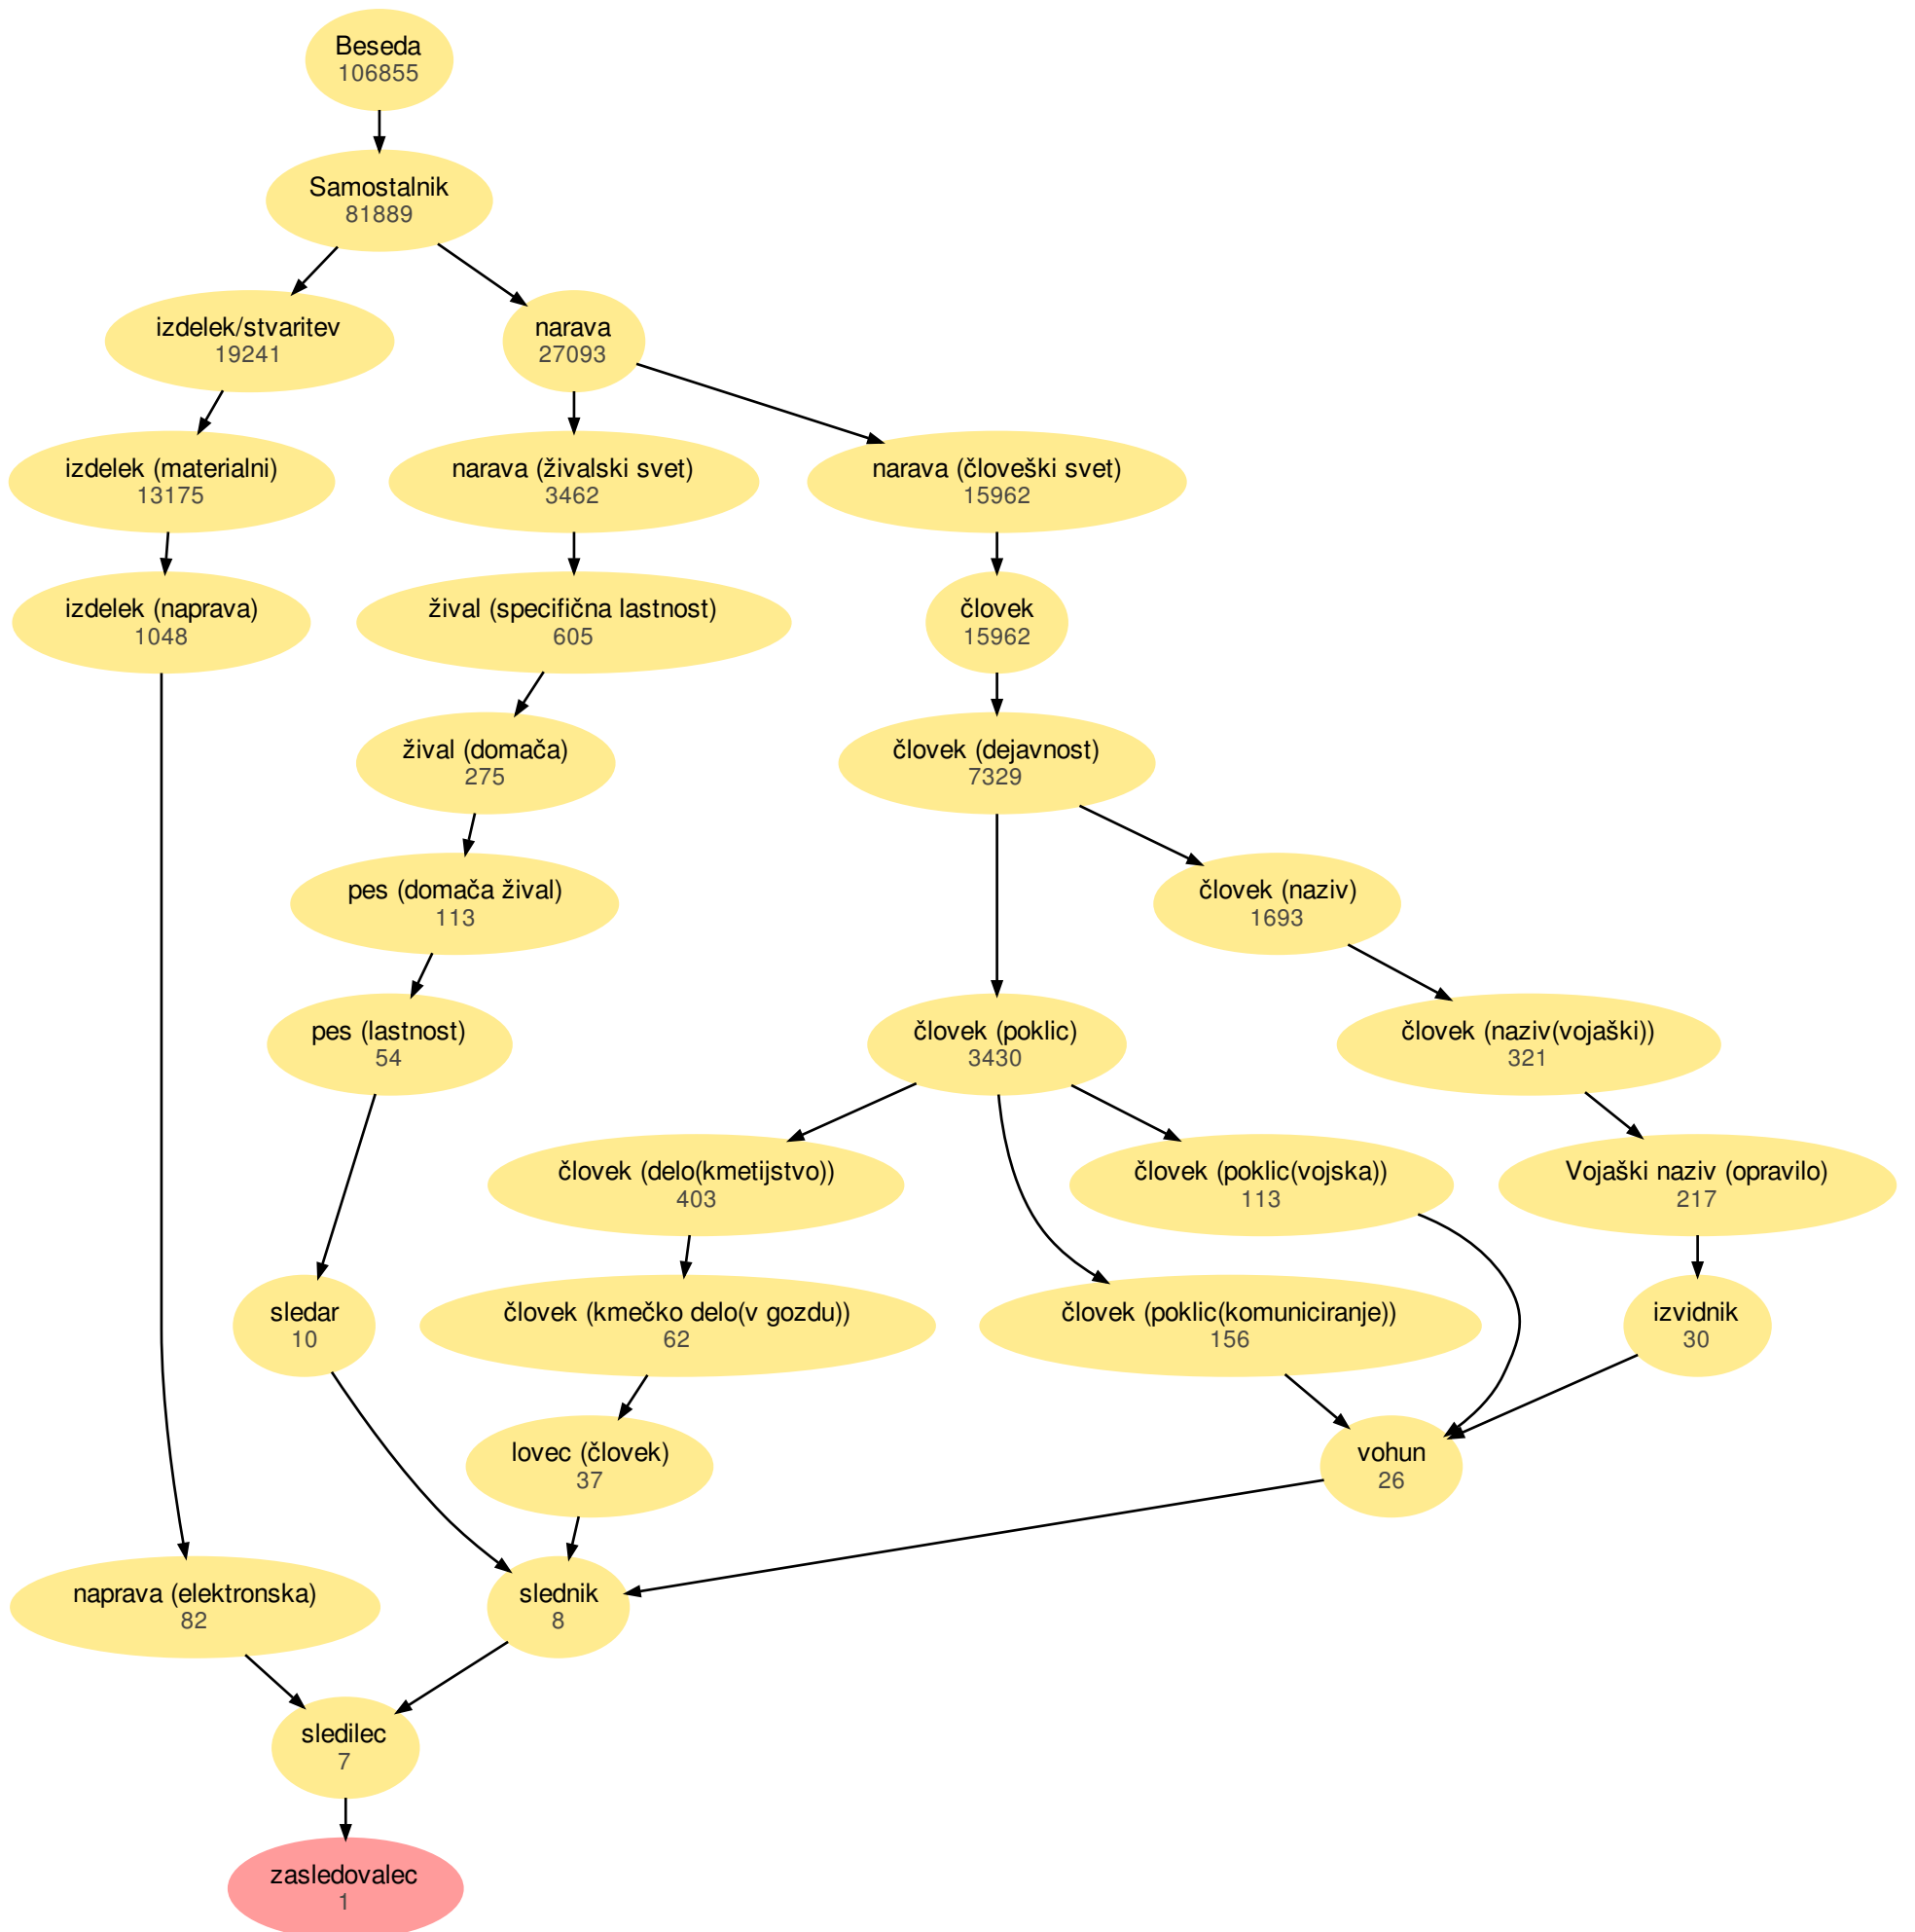 Beseda
106855
Samostalnik
81889
izdelek/stvaritev
19241
narava
27093
izdelek (materialni)
13175
narava (živalski svet)
3462
narava (človeški svet)
15962
izdelek (naprava)
1048
žival (specifična lastnost)
605
človek
15962
žival (domača)
275
človek (dejavnost)
7329
pes (domača žival)
113
človek (naziv)
1693
pes (lastnost)
54
človek (poklic)
3430
človek (naziv(vojaški))
321
človek (delo(kmetijstvo))
403
človek (poklic(vojska))
113
Vojaški naziv (opravilo)
217
sledar
10
človek (kmečko delo(v gozdu))
62
človek (poklic(komuniciranje))
156
izvidnik
30
lovec (človek)
37
vohun
26
naprava (elektronska)
82
slednik
8
sledilec
7
zasledovalec
1